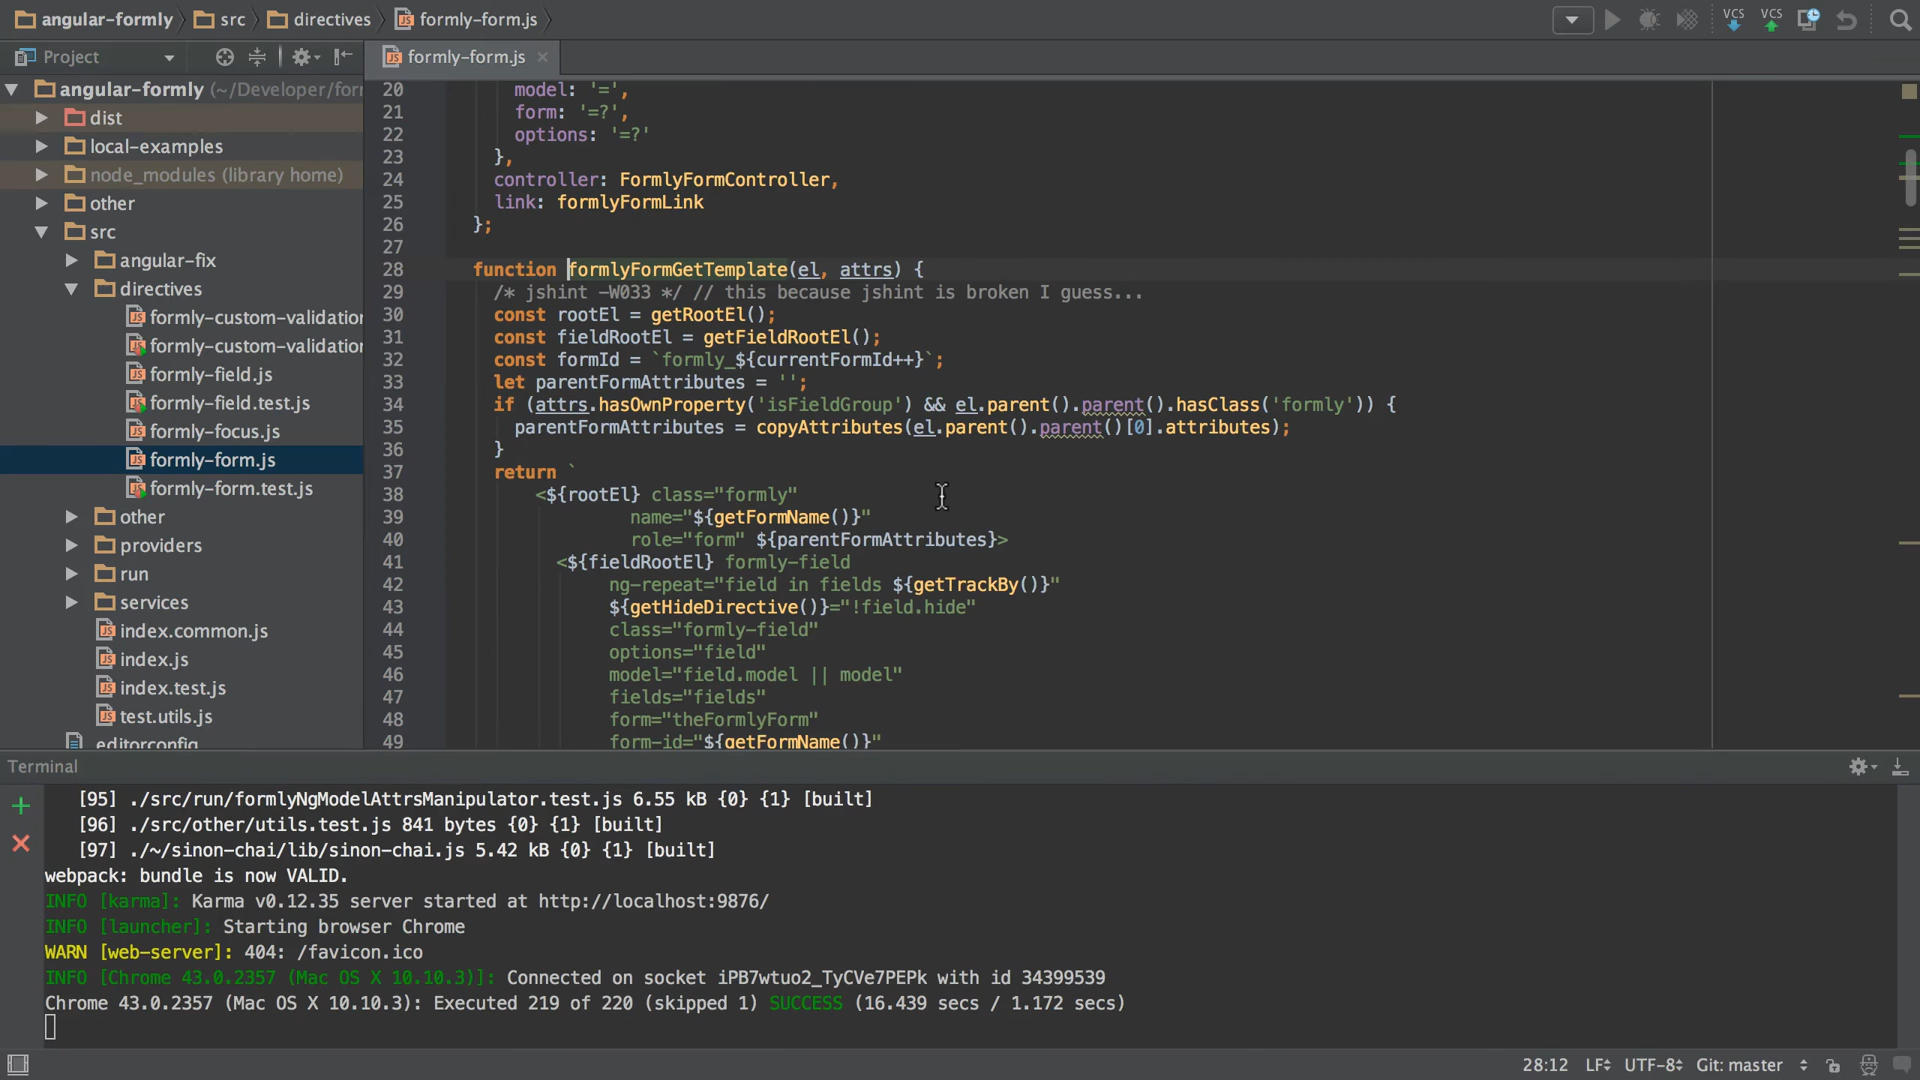 angular-formly src directives formly-form.js
VCS VCS
Project
formly-form.js
angular-formly (~/Developer/for
dist
local-examples
node_modules (library home)
other
src
angular-fix
directives
formly-custom-validation
formly-custom-validation
formly-field.js
formly-field.test.js
formly-focus.js
formly-form.js
formly-form.test.js
other
providers
run
services
index.common.js
index.js
index.test.js
test.utils.js
.editorconfig
20 model: '=',
21 form: '=?',
22 options: '=?'
23 },
24 controller: FormlyFormController,
25 link: formlyFormLink
26 };
27
28 function formlyFormGetTemplate(el, attrs) {
29 /* jshint -W033 */ // this because jshint is broken I guess...
30 const rootEl = getRootEl();
31 const fieldRootEl = getFieldRootEl();
32 const formId = `formly_${currentFormId++}`;
33 let parentFormAttributes = '';
34 if (attrs.hasOwnProperty('isFieldGroup') && el.parent().parent().hasClass('formly')) {
35 parentFormAttributes = copyAttributes(el.parent().parent()[0].attributes);
36 }
37 return `
38 <${rootEl} class="formly"
39 name="${getFormName()}"
40 role="form" ${parentFormAttributes}>
41 <${fieldRootEl} formly-field
42 ng-repeat="field in fields ${getTrackBy()}"
43 ${getHideDirective()}="!field.hide"
44 class="formly-field"
45 options="field"
46 model="field.model || model"
47 fields="fields"
48 form="theFormlyForm"
49 form-id="${getFormName()}"
Terminal
[95] ./src/run/formlyNgModelAttrsManipulator.test.js 6.55 kB {0} {1} [built]
[96] ./src/other/utils.test.js 841 bytes {0} {1} [built]
[97] ./~/sinon-chai/lib/sinon-chai.js 5.42 kB {0} {1} [built]
webpack: bundle is now VALID.
INFO [karma]: Karma v0.12.35 server started at http://localhost:9876/
INFO [launcher]: Starting browser Chrome
WARN [web-server]: 404: /favicon.ico
INFO [Chrome 43.0.2357 (Mac OS X 10.10.3)]: Connected on socket iPB7wtuo2_TyCVe7PEPk with id 34399539
Chrome 43.0.2357 (Mac OS X 10.10.3): Executed 219 of 220 (skipped 1) SUCCESS (16.439 secs / 1.172 secs)
28:12 LF UTF-8 Git: master